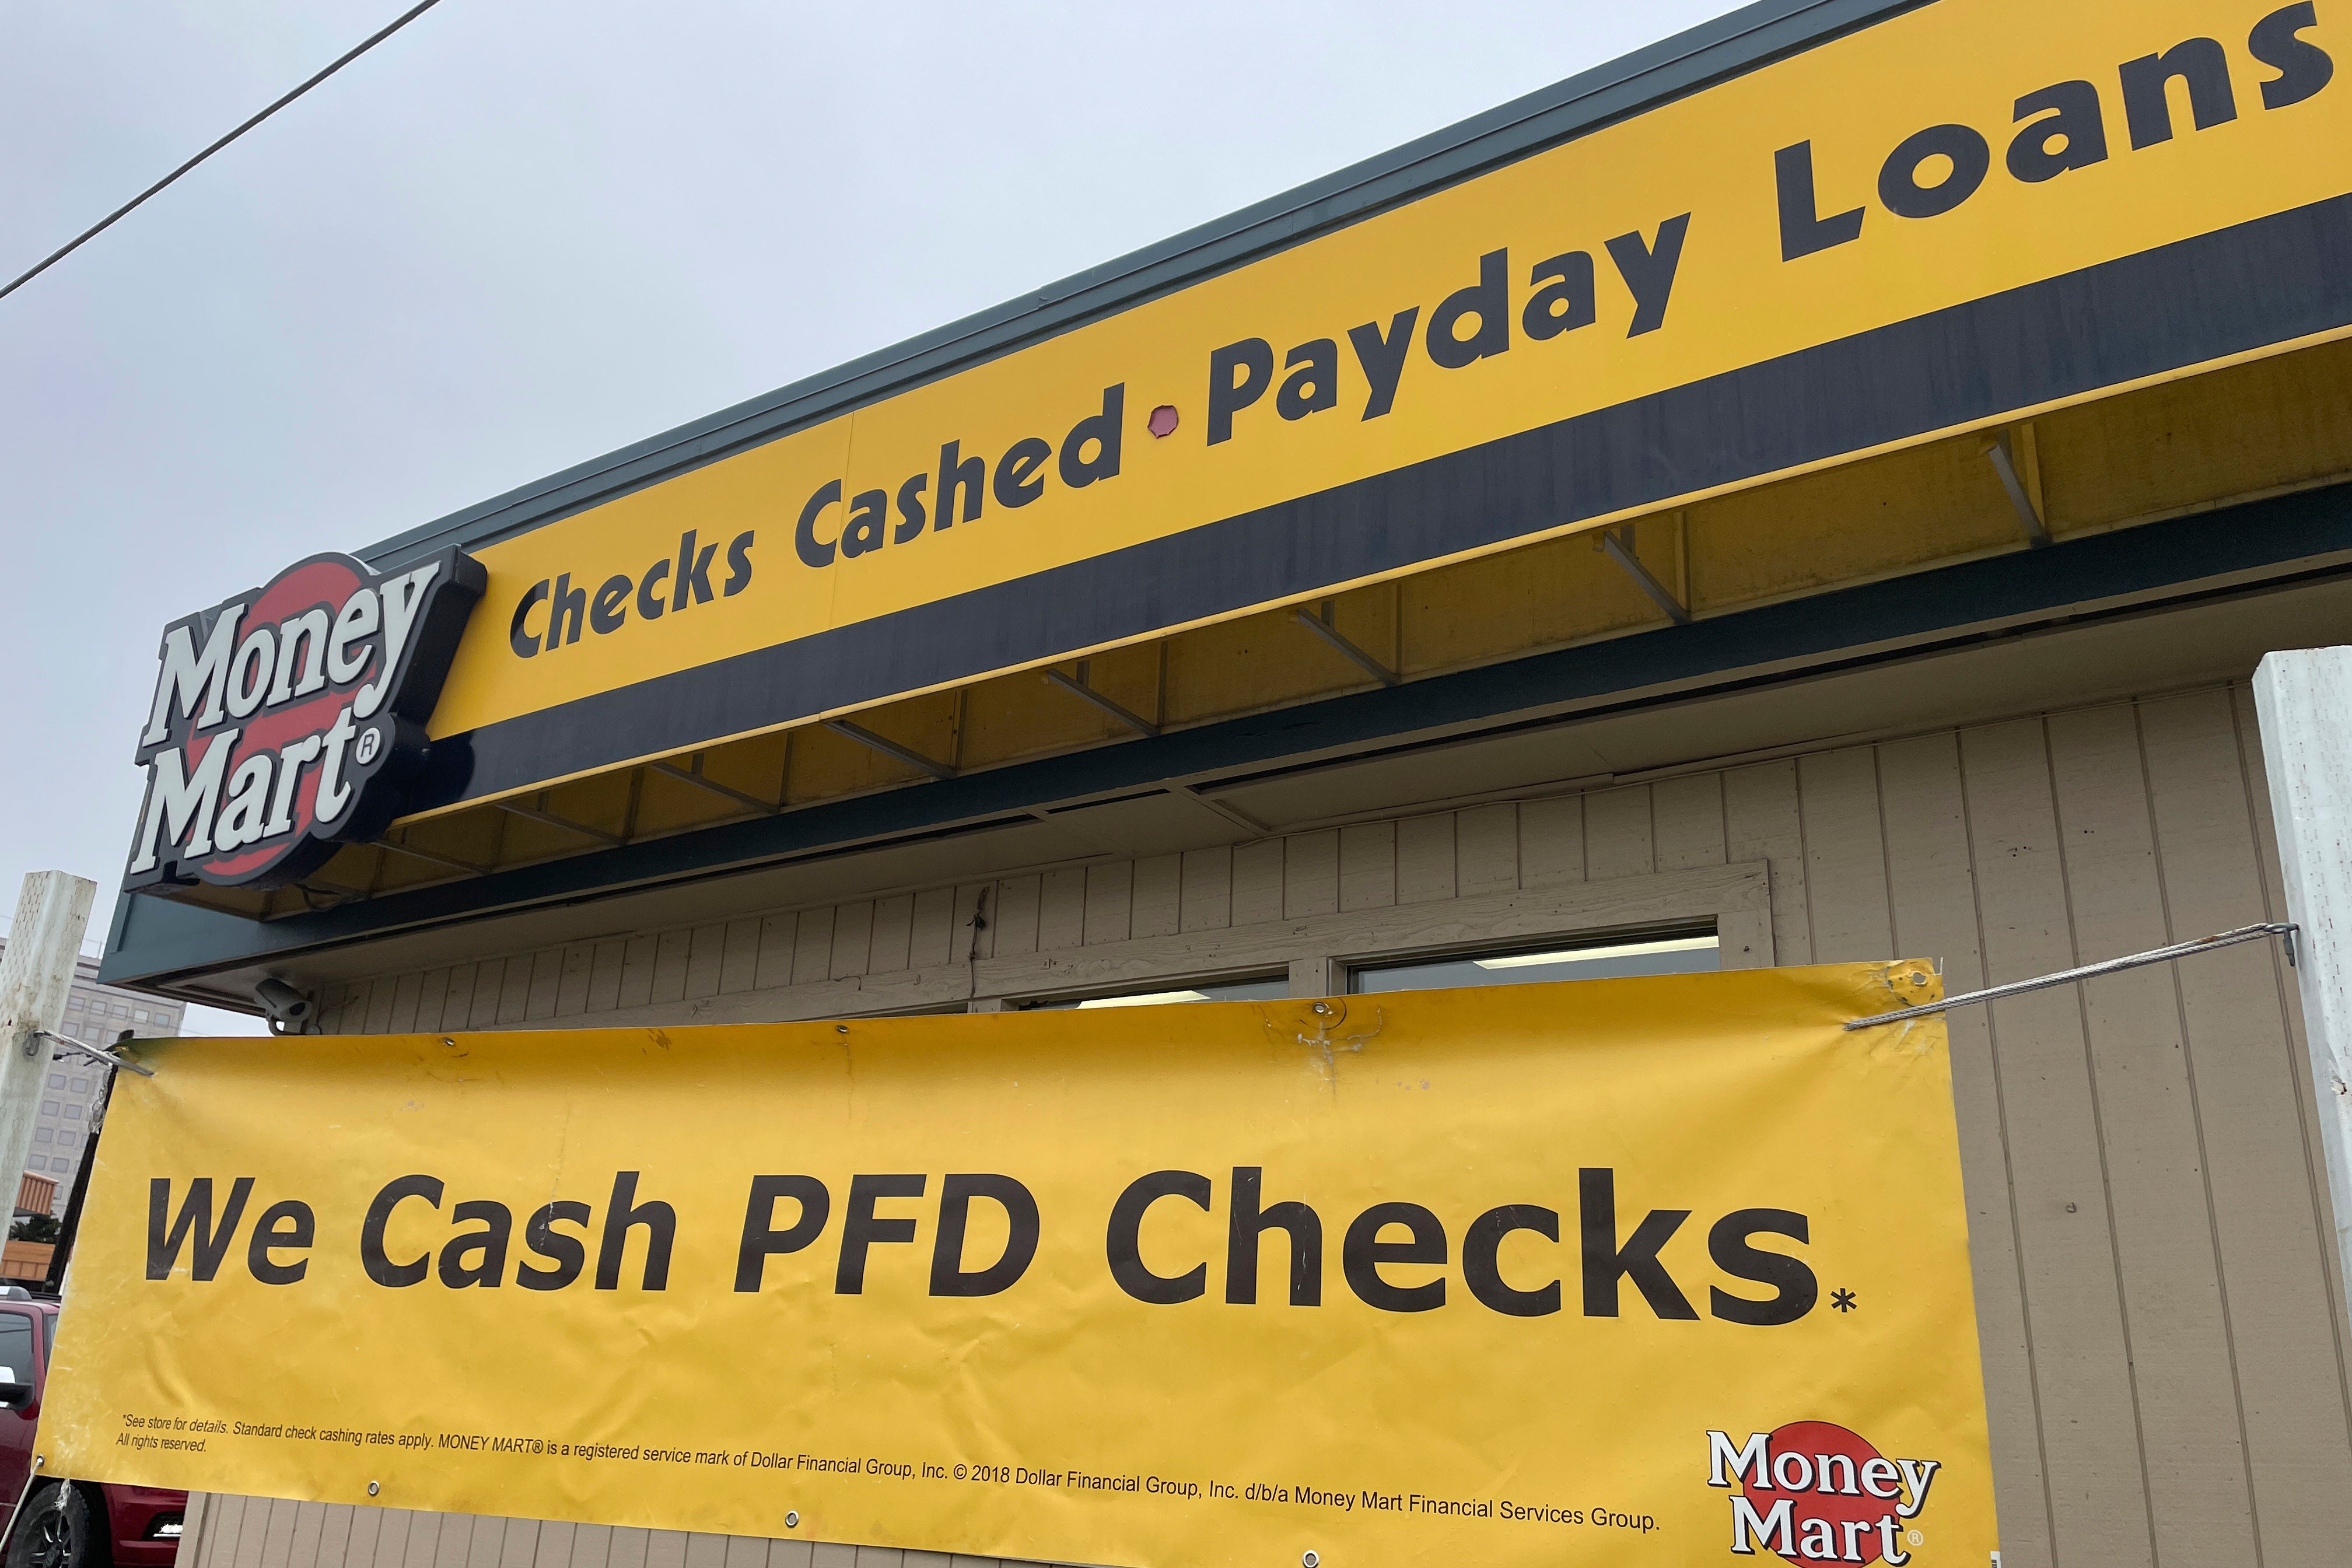 Checks Cashed • Payday Loans
Money
Mart®
We Cash PFD Checks.*
*See store for details. Standard check cashing rates apply. MONEY MART® is a registered service mark of Dollar Financial Group, Inc. © 2018 Dollar Financial Group, Inc. d/b/a Money Mart Financial Services Group.
All rights reserved.
Money
Mart®